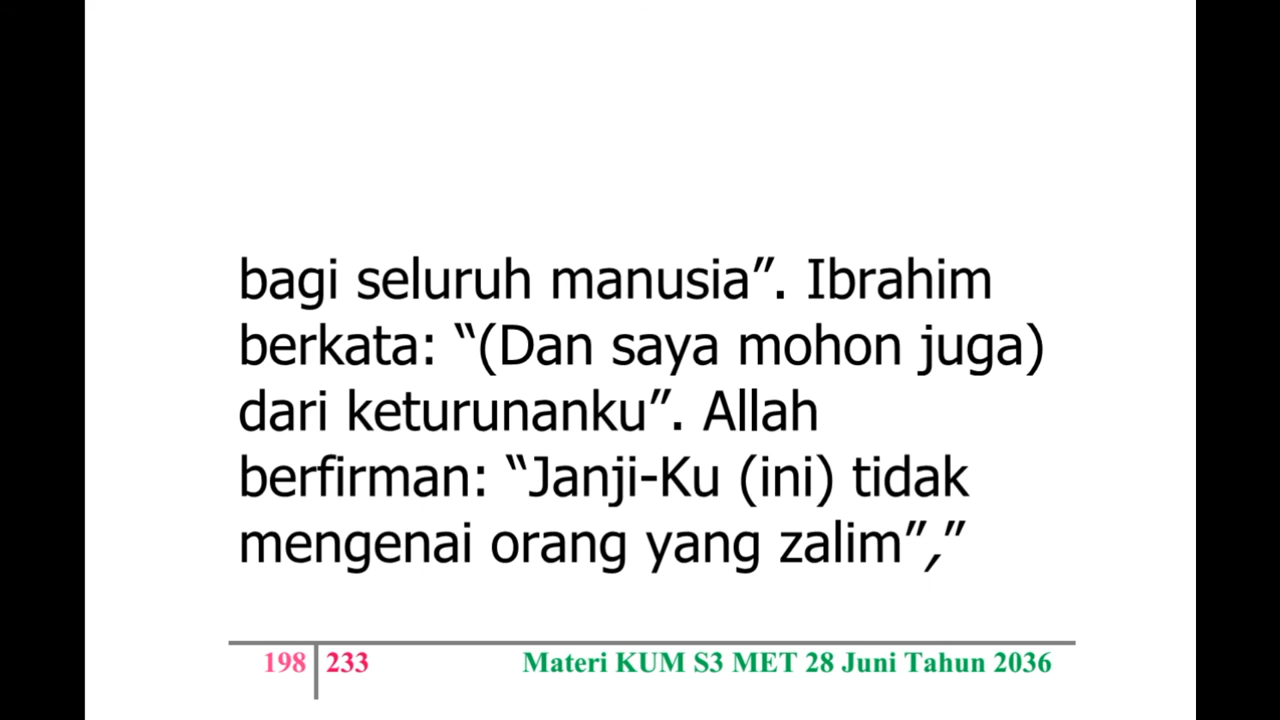 bagi seluruh manusia”. Ibrahim
berkata: “(Dan saya mohon juga)
dari keturunanku”. Allah
berfirman: “Janji-Ku (ini) tidak
mengenai orang yang zalim”,”
198 233 Materi KUM S3 MET 28 Juni Tahun 2036